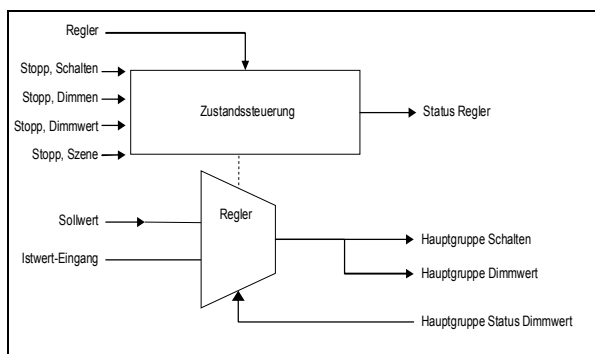 Regler
Stopp, Schalten
Stopp, Dimmen
Stopp, Dimmwert
Stopp, Szene
Zustandssteuerung
Status Regler
Regler
Sollwert
Istwert-Eingang
Hauptgruppe Schalten
Hauptgruppe Dimmwert
Hauptgruppe Status Dimmwert